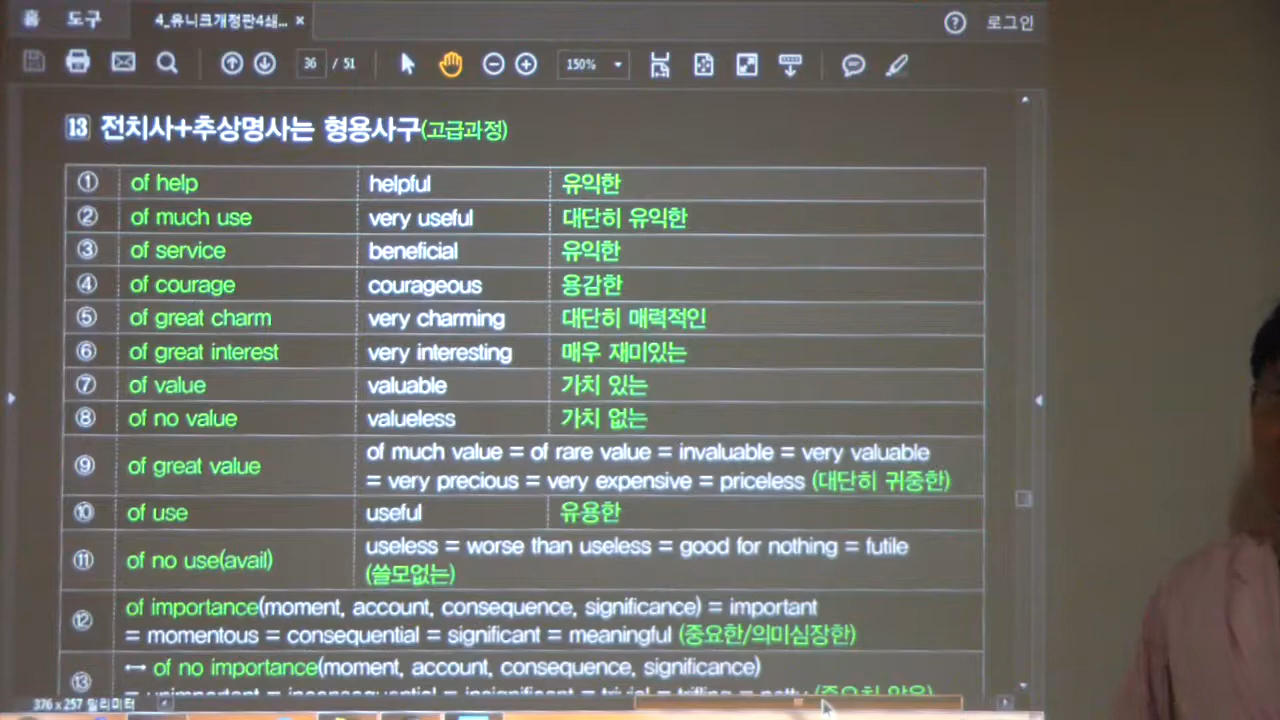 홈 도구 4_유니크개정판4쇄... × ? 로그인
36 / 51 150%
13 전치사+추상명사는 형용사구(고급과정)
① of help helpful 유익한
② of much use very useful 대단히 유익한
③ of service beneficial 유익한
④ of courage courageous 용감한
⑤ of great charm very charming 대단히 매력적인
⑥ of great interest very interesting 매우 재미있는
⑦ of value valuable 가치 있는
⑧ of no value valueless 가치 없는
⑨ of great value of much value = of rare value = invaluable = very valuable
= very precious = very expensive = priceless (대단히 귀중한)
⑩ of use useful 유용한
⑪ of no use(avail) useless = worse than useless = good for nothing = futile
(쓸모없는)
⑫ of importance(moment, account, consequence, significance) = important
= momentous = consequential = significant = meaningful (중요한/의미심장한)
⑬ ↔ of no importance(moment, account, consequence, significance)
= unimportant = inconsequential = insignificant = trivial = trifling = petty
376 x 257 밀리미터